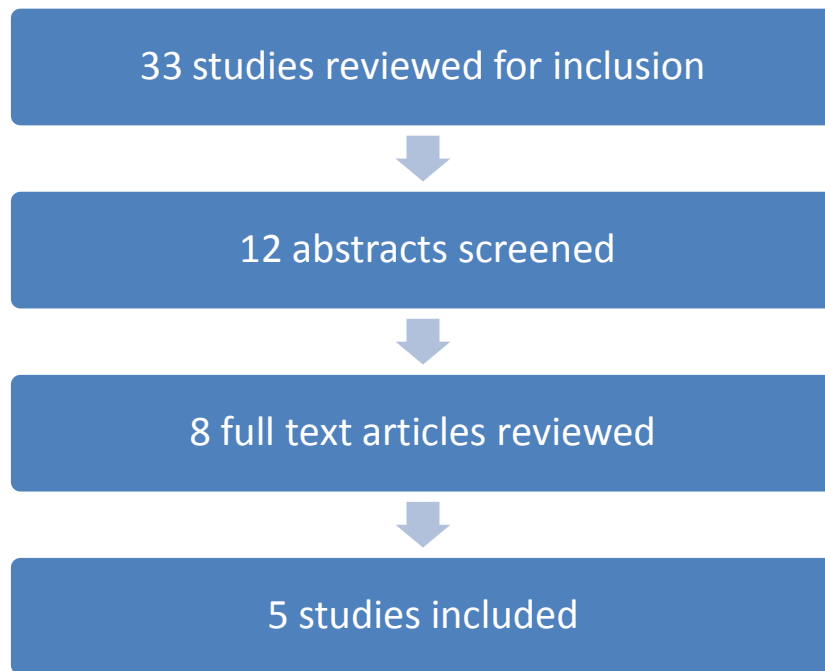 33 studies reviewed for inclusion
12 abstracts screened
8 full text articles reviewed
5 studies included